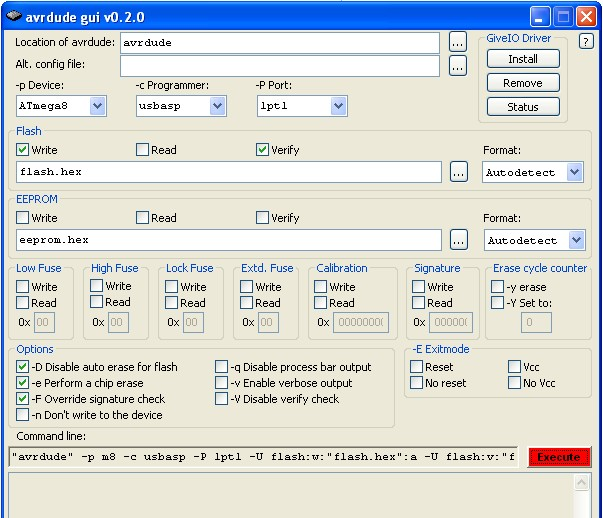 avrdude gui v0.2.0
Location of avrdude: avrdude ...
GiveIO Driver ?
Alt. config file: ...
Install
-p Device: -c Programmer: -P Port:
Remove
ATmega8 usbasp lpt1
Status
Flash
Write Read Verify Format:
flash.hex ... Autodetect
EEPROM
Write Read Verify Format:
eeprom.hex ... Autodetect
Low Fuse High Fuse Lock Fuse Extd. Fuse Calibration Signature Erase cycle counter
Write Write Write Write Write Write -y erase
Read Read Read Read Read Read -Y Set to:
0x 00 0x 00 0x 00 0x 00 0x 0000000( 0x 00000( 0
Options -E Exitmode
-D Disable auto erase for flash -q Disable process bar output Reset Vcc
-e Perform a chip erase -v Enable verbose output No reset No Vcc
-F Override signature check -V Disable verify check
-n Don't write to the device
Command line:
"avrdude" -p m8 -c usbasp -P lpt1 -U flash:w:"flash.hex":a -U flash:v:"f Execute